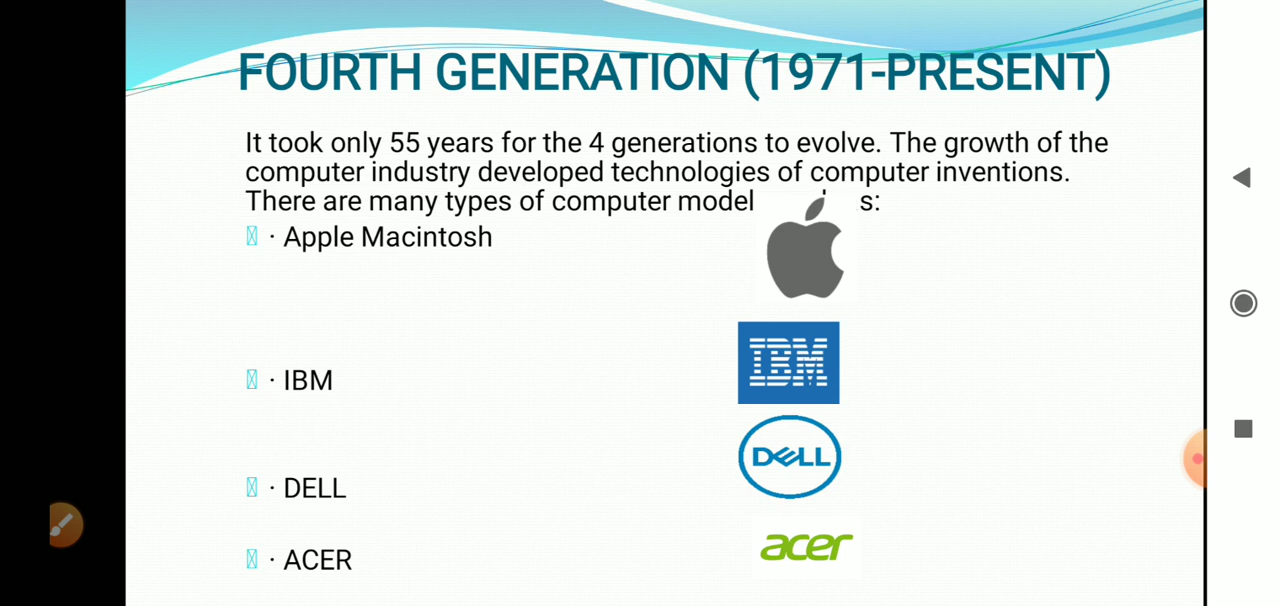 FOURTH GENERATION (1971-PRESENT)
It took only 55 years for the 4 generations to evolve. The growth of the
computer industry developed technologies of computer inventions.
There are many types of computer model s:
· Apple Macintosh
· IBM
IBM
DELL
· DELL
acer
· ACER